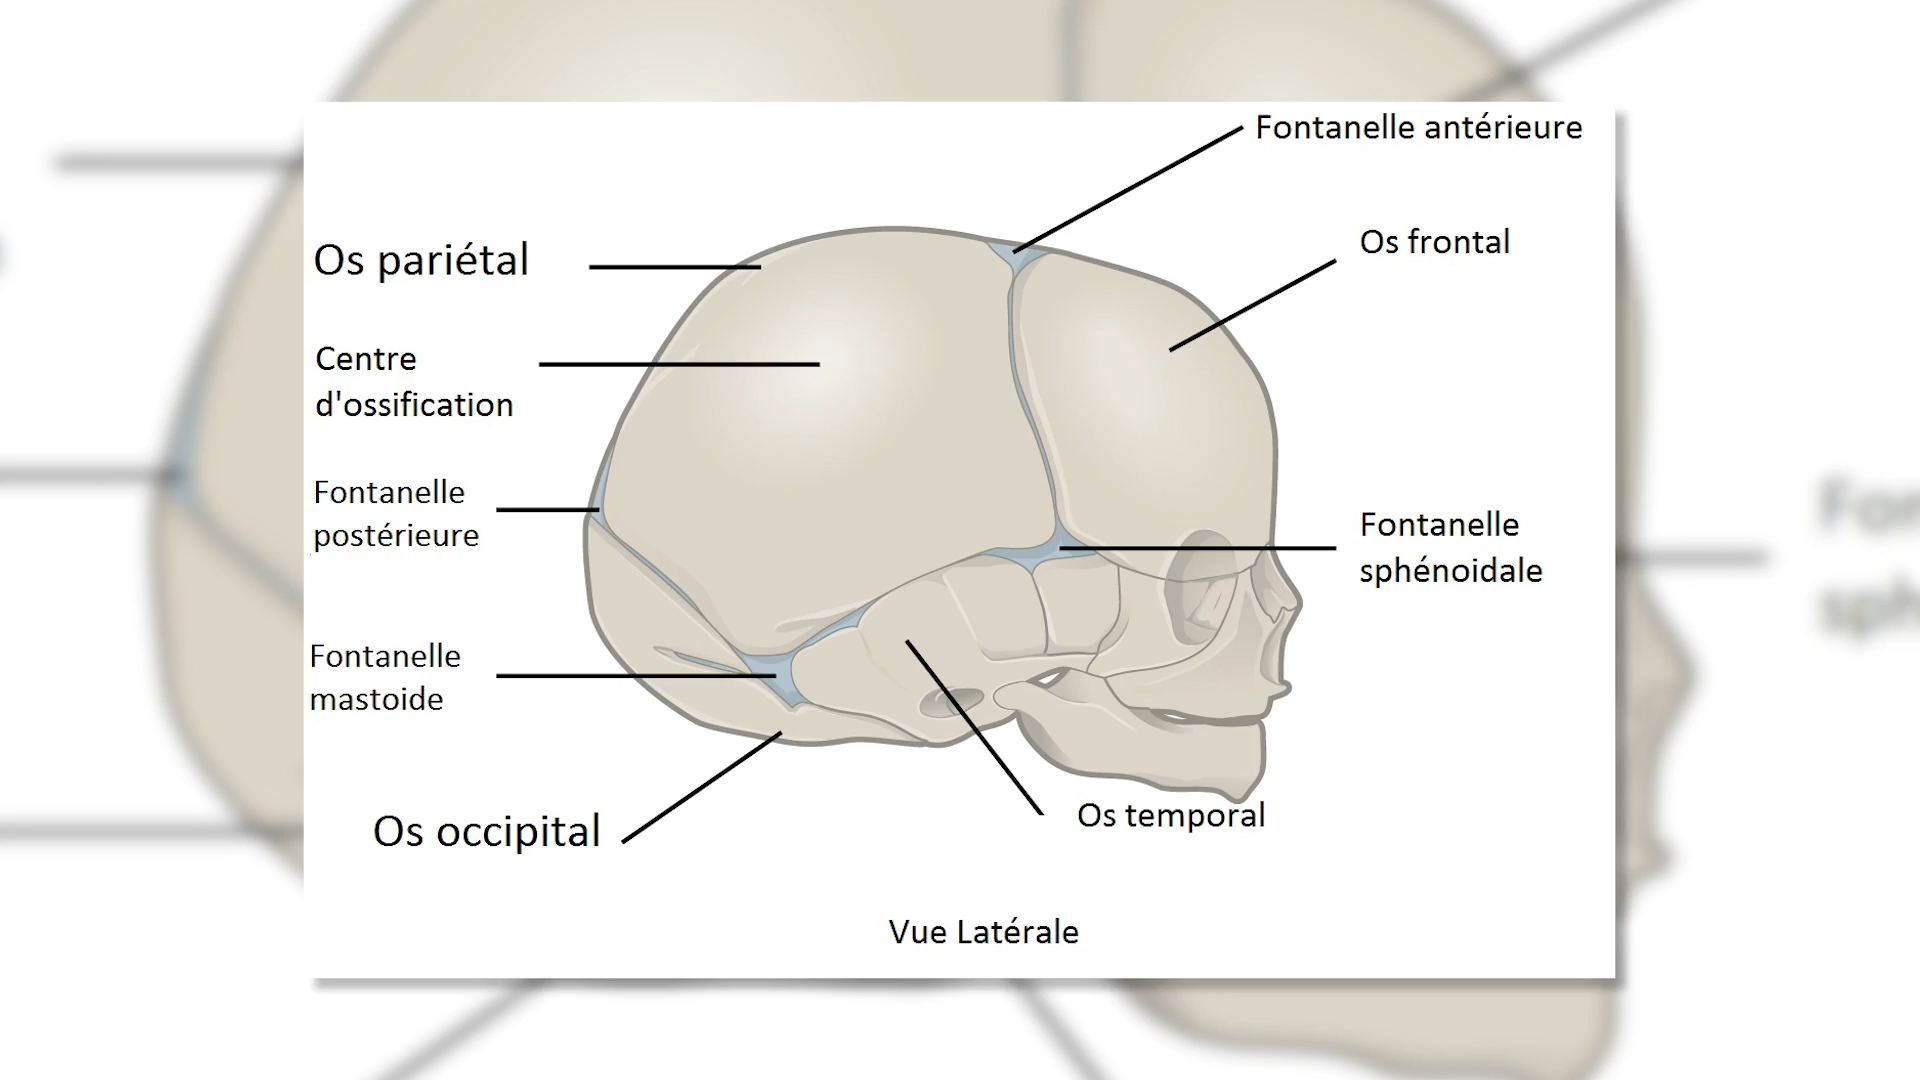 Fontanelle antérieure
Os frontal
Os pariétal
Centre
d'ossification
Fontanelle
postérieure
Fontanelle
sphénoidale
Fontanelle
mastoide
Os temporal
Os occipital
Vue Latérale